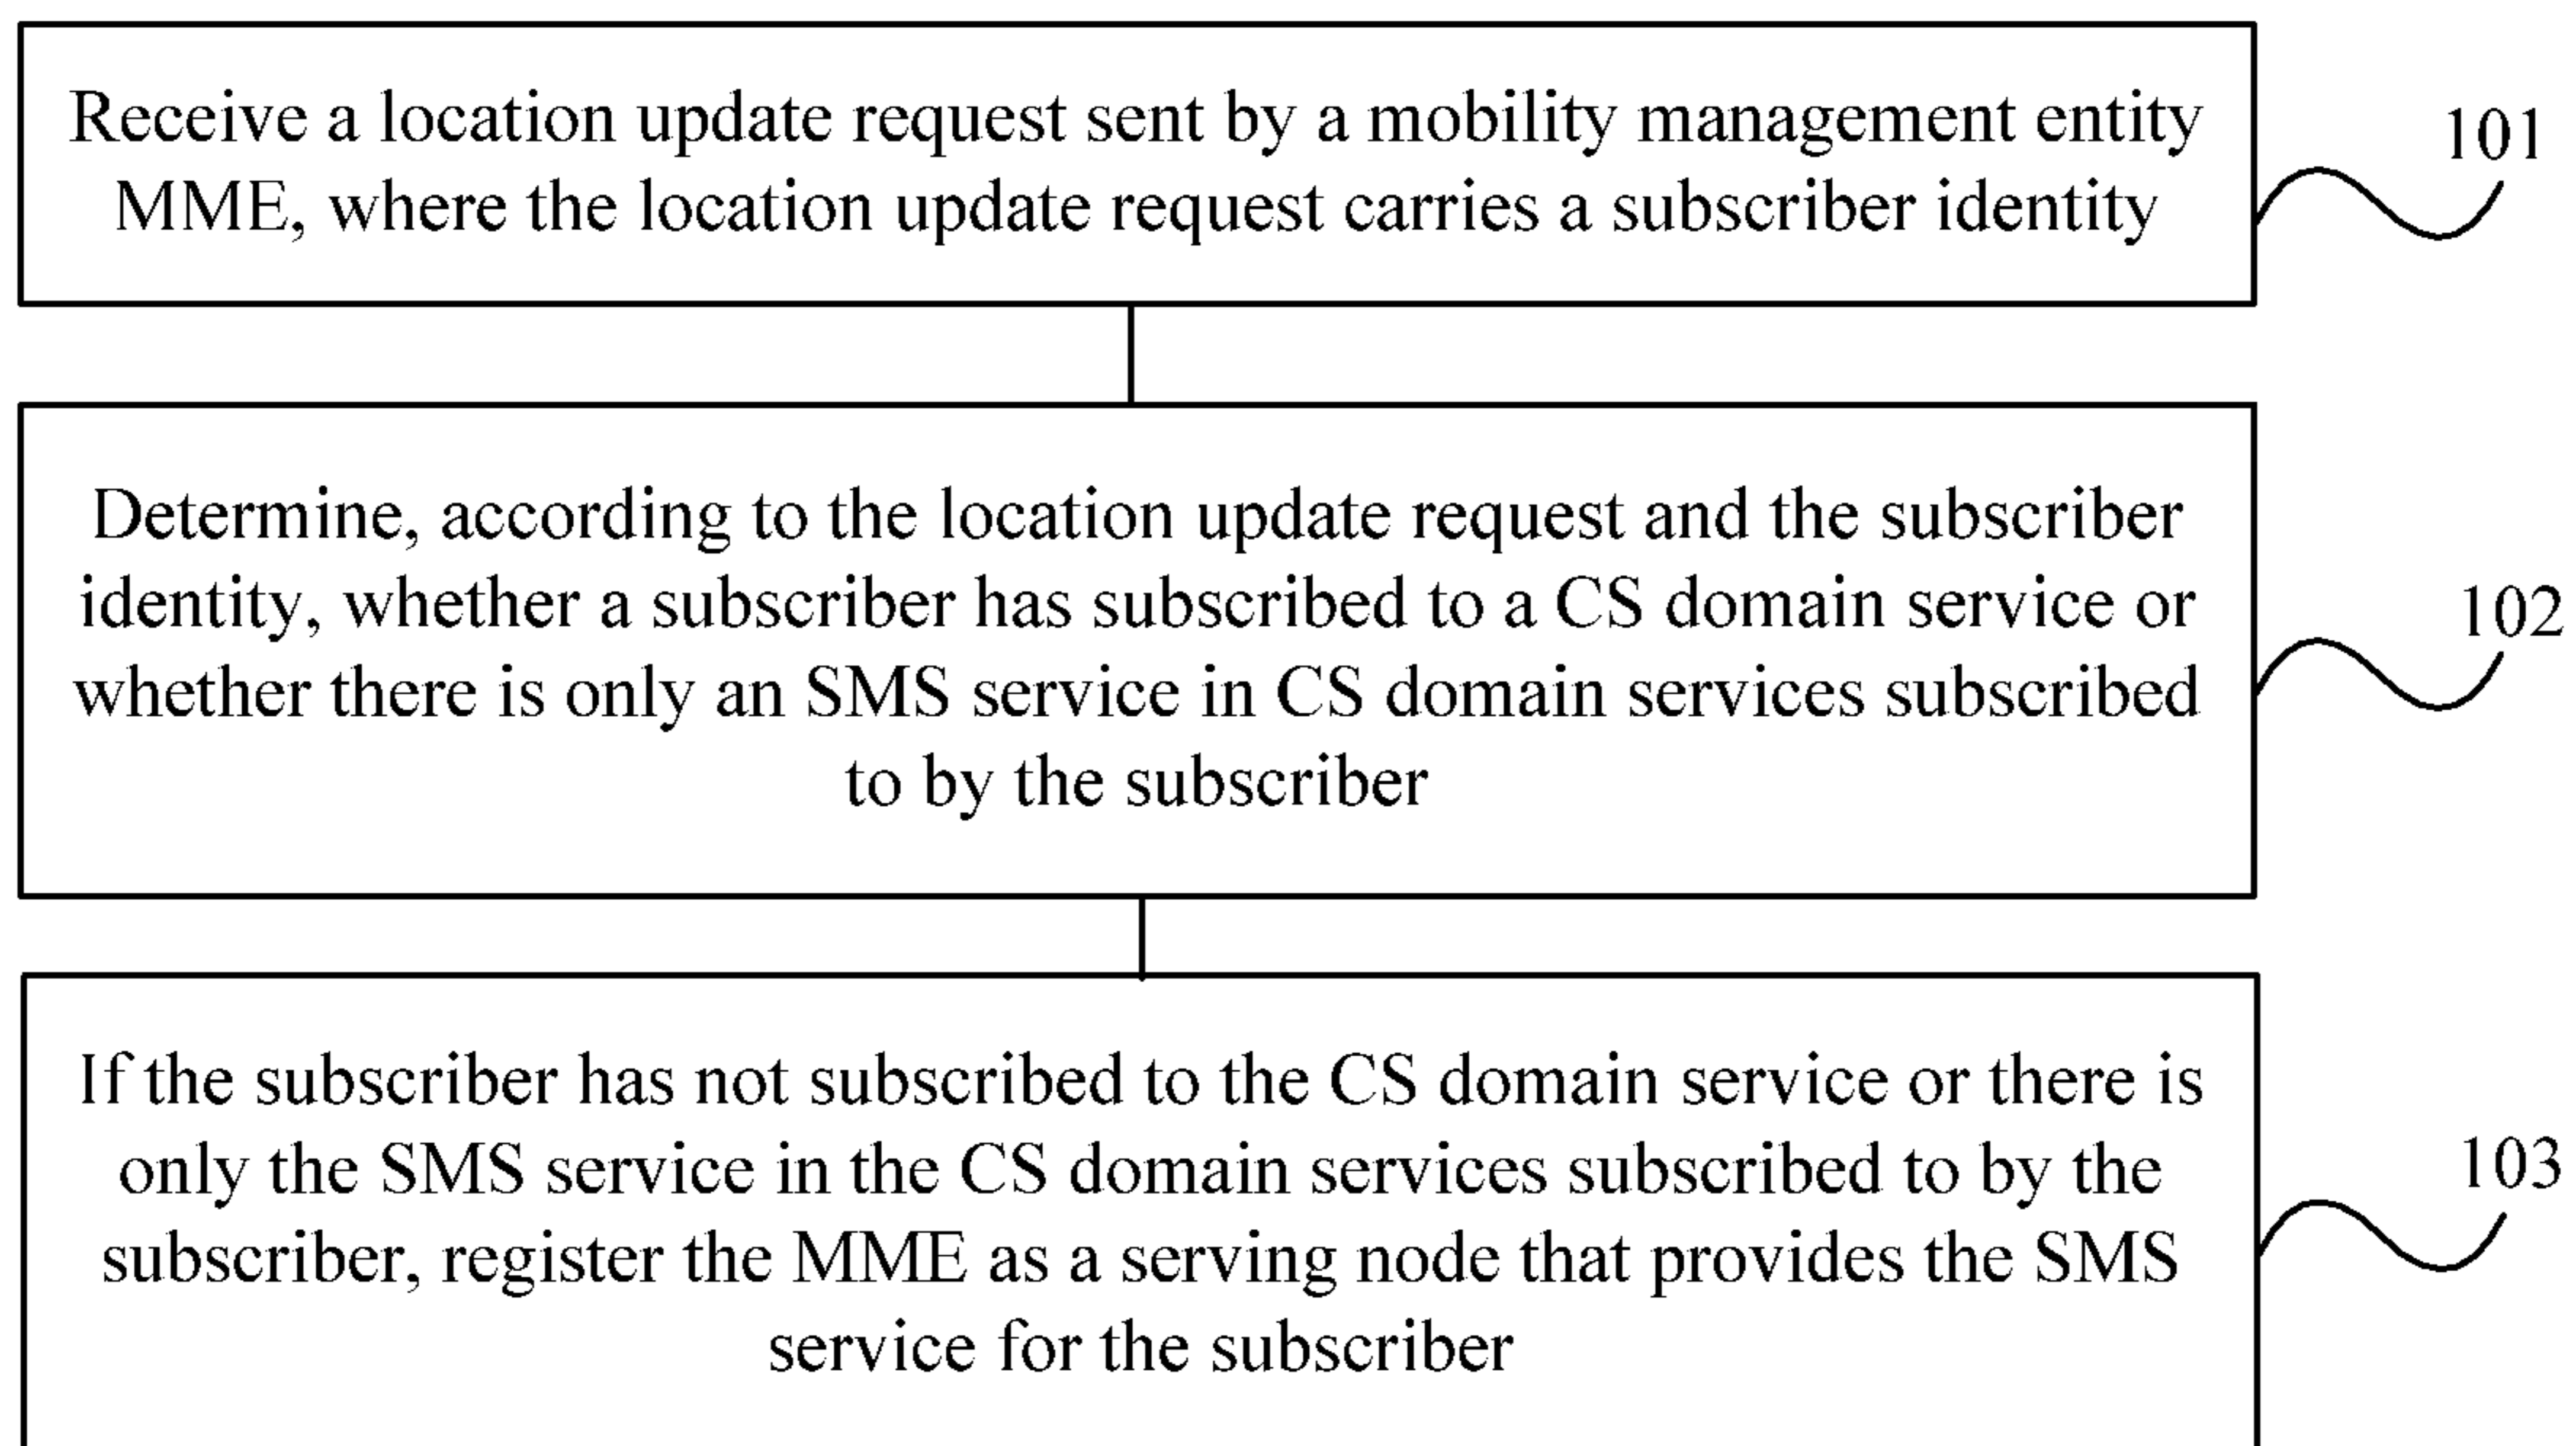 Receive a location update request sent by a mobility management entity
MME, where the location update request carries a subscriber identity
101
Determine, according to the location update request and the subscriber
identity, whether a subscriber has subscribed to a CS domain service or
whether there is only an SMS service in CS domain services subscribed
to by the subscriber
102
If the subscriber has not subscribed to the CS domain service or there is
only the SMS service in the CS domain services subscribed to by the
subscriber, register the MME as a serving node that provides the SMS
service for the subscriber
103